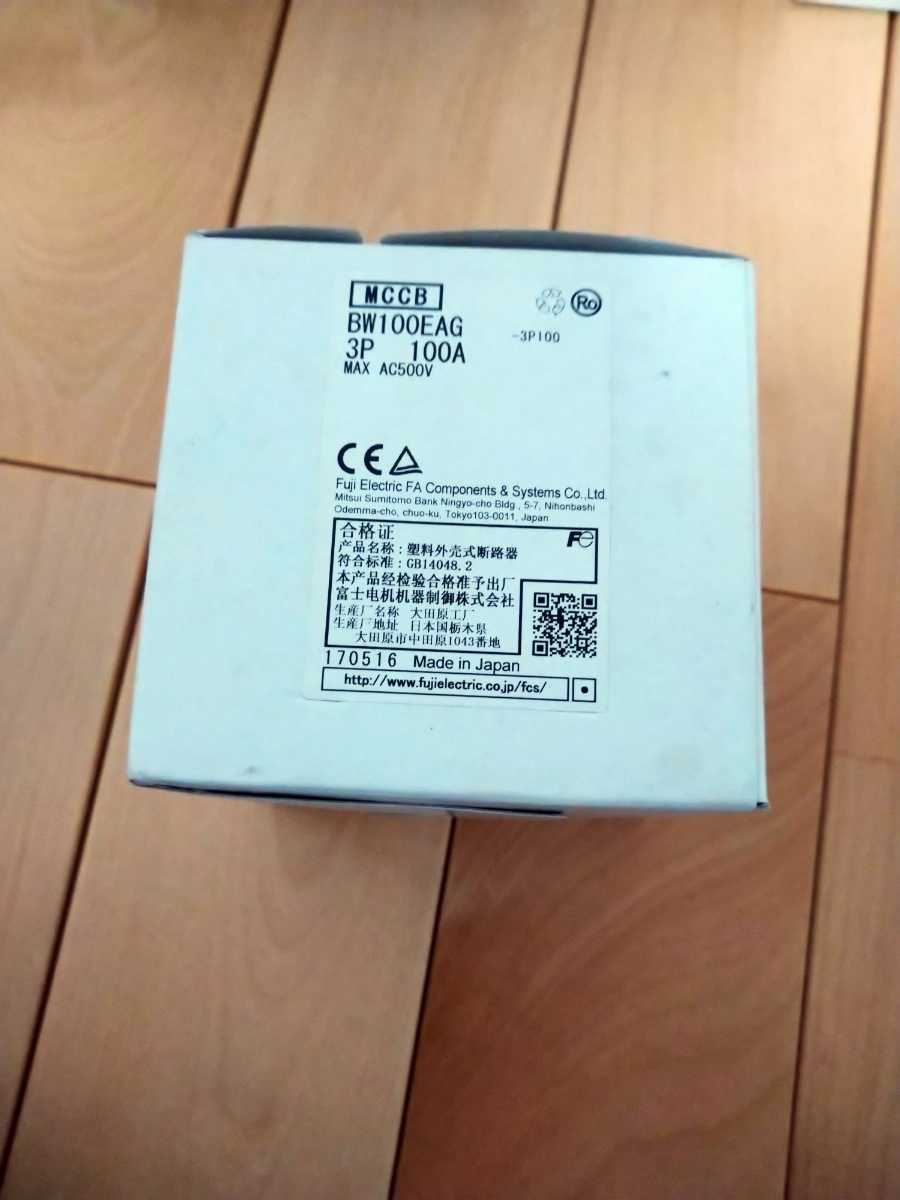 MCCB
BW100EAG
3P 100A
MAX AC500V
-3P100
Ro
CE
Fuji Electric FA Components & Systems Co.,Ltd.
Mitsui Sumitomo Bank Ningyo-cho Bldg., 5-7, Nihonbashi
Odemma-cho, chuo-ku, Tokyo103-0011, Japan
合格证
产品名称：塑料外壳式断路器
符合标准：GB14048.2
本产品经检验合格准予出厂
富士电机机器制御株式会社
生産厂名称 大田原工厂
生産厂地址 日本国栃木県
大田原市中田原1043番地
Fe
170516 Made in Japan
http://www.fujielectric.co.jp/fcs/